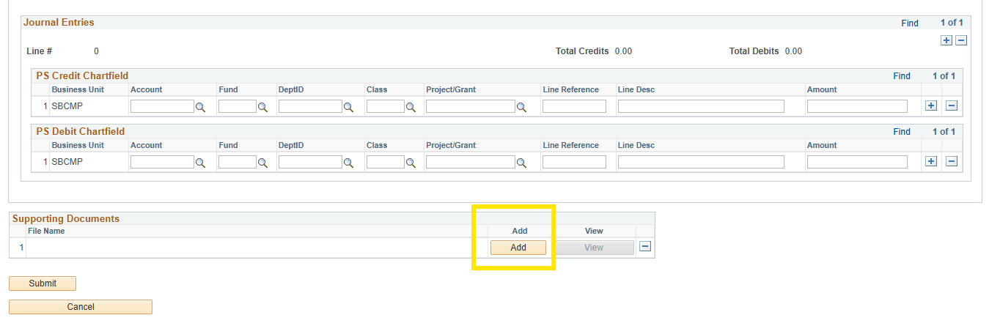 Journal Entries Find 1 of 1
Line # 0 Total Credits 0.00 Total Debits 0.00
PS Credit Chartfield Find 1 of 1
Business Unit Account Fund DeptID Class Project/Grant Line Reference Line Desc Amount
1 SBCMP
PS Debit Chartfield Find 1 of 1
Business Unit Account Fund DeptID Class Project/Grant Line Reference Line Desc Amount
1 SBCMP
Supporting Documents
File Name Add View
1 Add View
Submit
Cancel